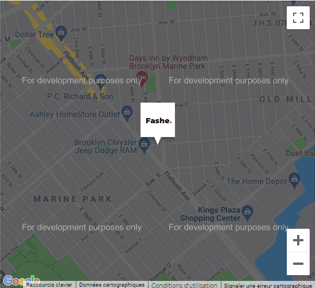 Dollar Tree
J.H.S. 078
Days Inn by Wyndham
Brooklyn Marine Park
For development purposes only
For development purposes only
P.C. Richard & Son
OLD MILL
Ashley HomeStore Outlet
Fashe.
Brooklyn Chrysler
Jeep Dodge RAM
Duet Bak
The Home Depot
Flatbush Ave
MARINE PARK
Kings Plaza
Shopping Center
For development purposes only
For development purposes only
Google
Raccourcis clavier
Données cartographiques
Conditions d'utilisation
Signaler une erreur cartographique